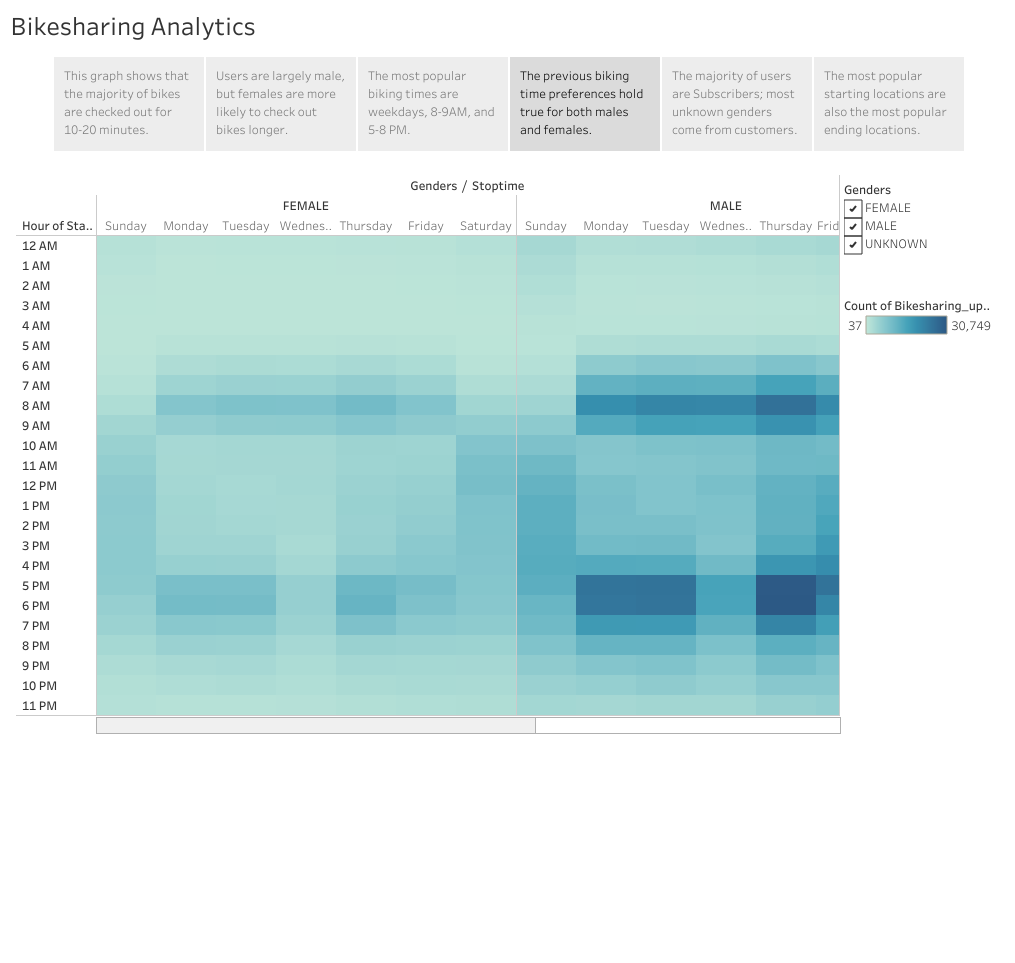 Bikesharing Analytics
This graph shows that
the majority of bikes
are checked out for
10-20 minutes.
Users are largely male,
but females are more
likely to check out
bikes longer.
The most popular
biking times are
weekdays, 8-9AM, and
5-8 PM.
The previous biking
time preferences hold
true for both males
and females.
The majority of users
are Subscribers; most
unknown genders
come from customers.
The most popular
starting locations are
also the most popular
ending locations.
Genders / Stoptime
FEMALE MALE
Hour of Sta.. Sunday Monday Tuesday Wednes.. Thursday Friday Saturday Sunday Monday Tuesday Wednes.. Thursday Frid
12 AM
1 AM
2 AM
3 AM
4 AM
5 AM
6 AM
7 AM
8 AM
9 AM
10 AM
11 AM
12 PM
1 PM
2 PM
3 PM
4 PM
5 PM
6 PM
7 PM
8 PM
9 PM
10 PM
11 PM
Genders
FEMALE
MALE
UNKNOWN
Count of Bikesharing_up..
37 30,749